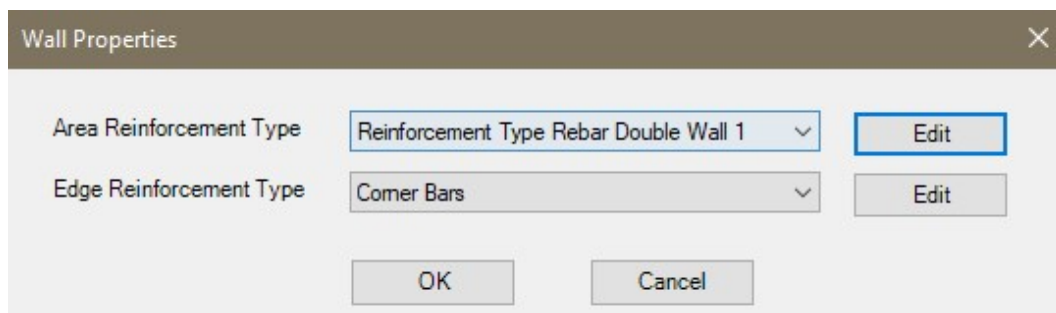 Wall Properties
Area Reinforcement Type Reinforcement Type Rebar Double Wall 1 Edit
Edge Reinforcement Type Corner Bars Edit
OK Cancel